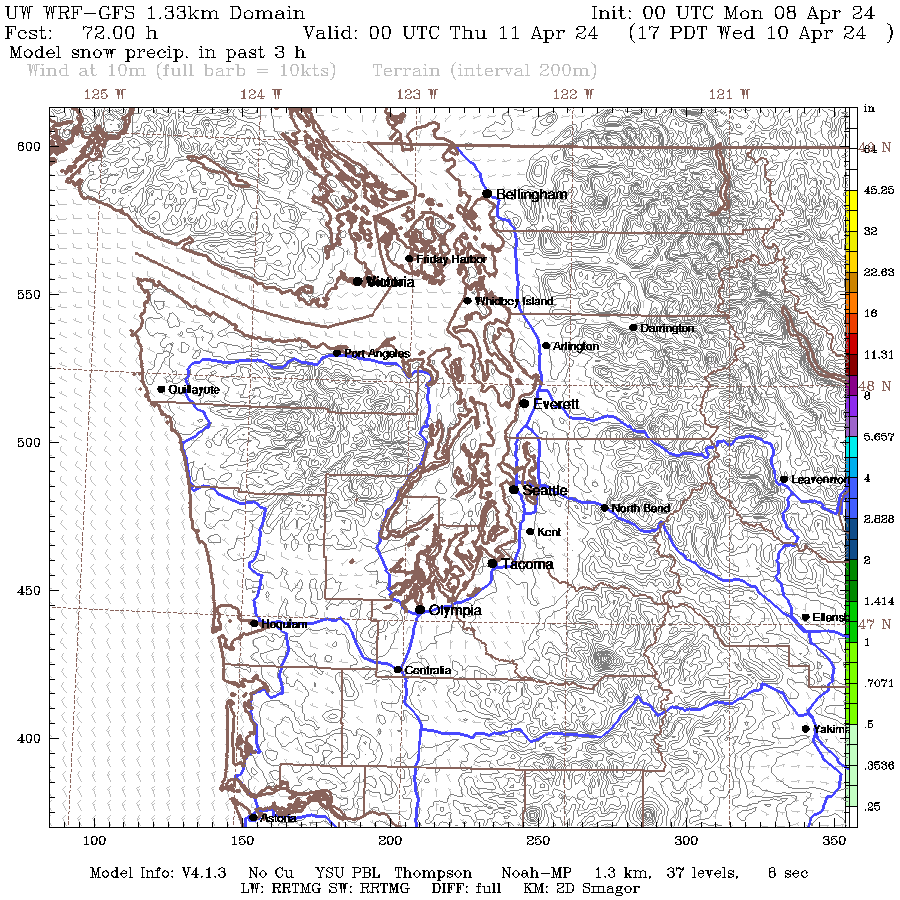 UW WRF-GFS 1.33km Domain Init: 00 UTC Mon 08 Apr 24
Fcst: 72.00 h Valid: 00 UTC Thu 11 Apr 24 (17 PDT Wed 10 Apr 24 )
Model snow precip. in past 3 h
Wind at 10m (full barb = 10kts) Terrain (interval 200m)
125 W 124 W 123 W 122 W 121 W
in
600
N
64
Bellingham
45.25
32
Friday Harbor
22.63
Victoria
550
Whidbey Island
16
Darrington
Arlington
Port Angeles
11.31
48 N
Quillayute
8
Everett
500
5.657
Leavenwor
4
Seattle
North Bend
2.828
Kent
2
Tacoma
450
1.414
Olympia
Ellens
Hoquiam
47 N
1
Centralia
.7071
.5
Yakima
400
.3536
.25
Astoria
100 150 200 250 300 350
Model Info: V4.1.3 No Cu YSU PBL Thompson Noah-MP 1.3 km, 37 levels, 8 sec
LW: RRTMG SW: RRTMG DIFF: full KM: 2D Smagor